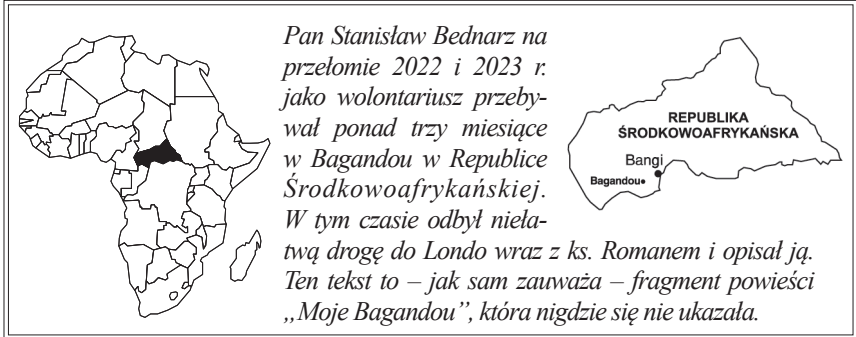 Pan Stanisław Bednarz na
przełomie 2022 i 2023 r.
jako wolontariusz przeby-
wał ponad trzy miesiące
w Bagandou w Republice
Środkowoafrykańskiej.
W tym czasie odbył nieła-
twą drogę do Londo wraz z ks. Romanem i opisał ją.
Ten tekst to – jak sam zauważa – fragment powieści
„Moje Bagandou”, która nigdzie się nie ukazała.
REPUBLIKA
ŚRODKOWOAFRYKAŃSKA
Bangi
Bagandou